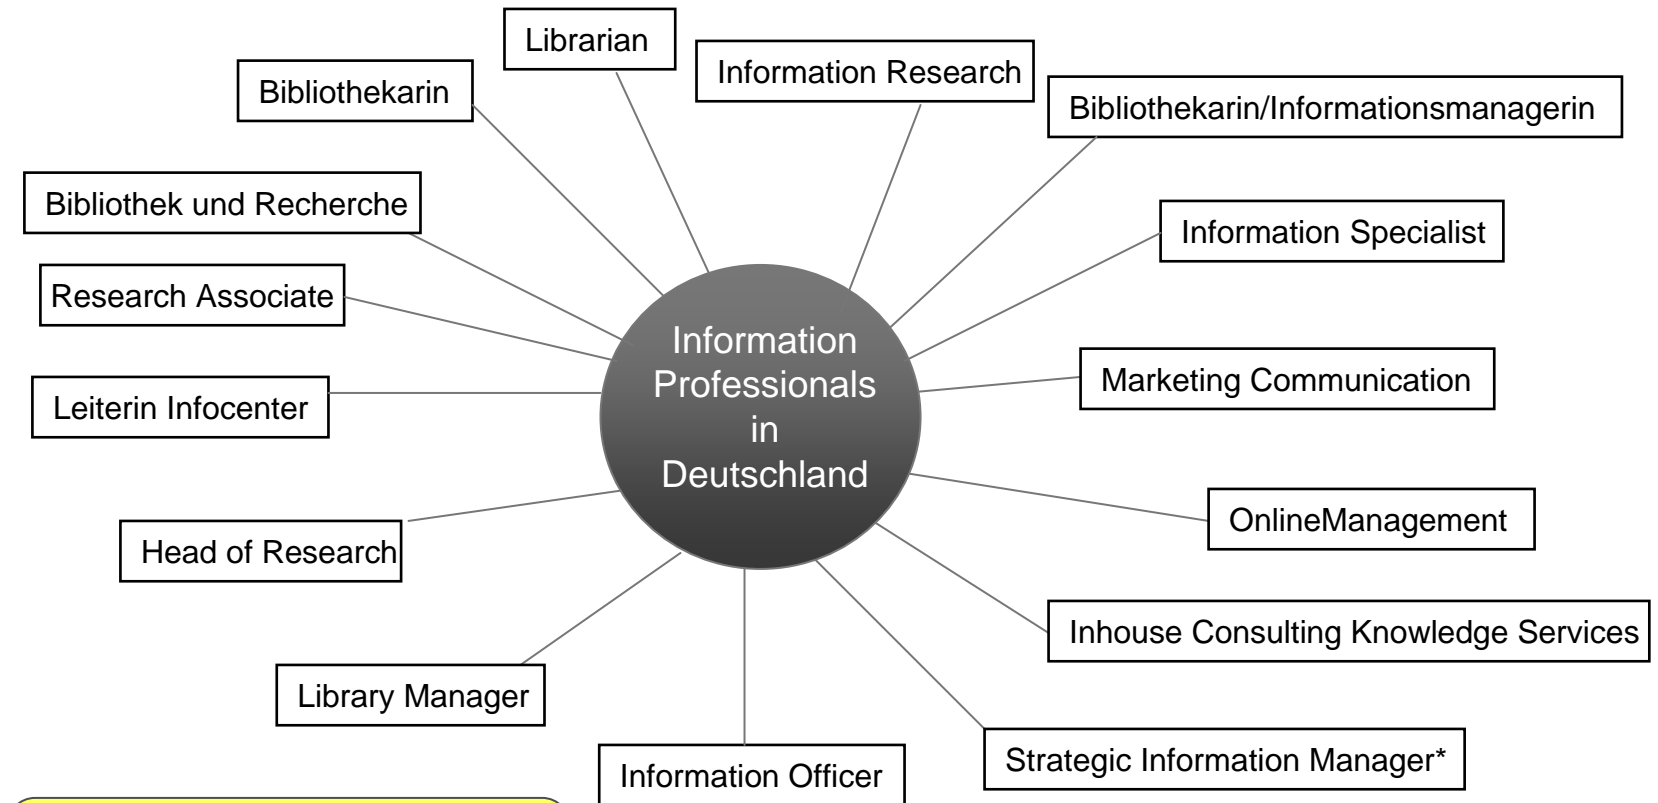 Librarian
Information Research
Bibliothekarin
Bibliothekarin/Informationsmanagerin
Bibliothek und Recherche
Information Specialist
Research Associate
Information
Professionals
in
Deutschland
Marketing Communication
Leiterin Infocenter
OnlineManagement
Head of Research
Inhouse Consulting Knowledge Services
Library Manager
Strategic Information Manager*
Information Officer